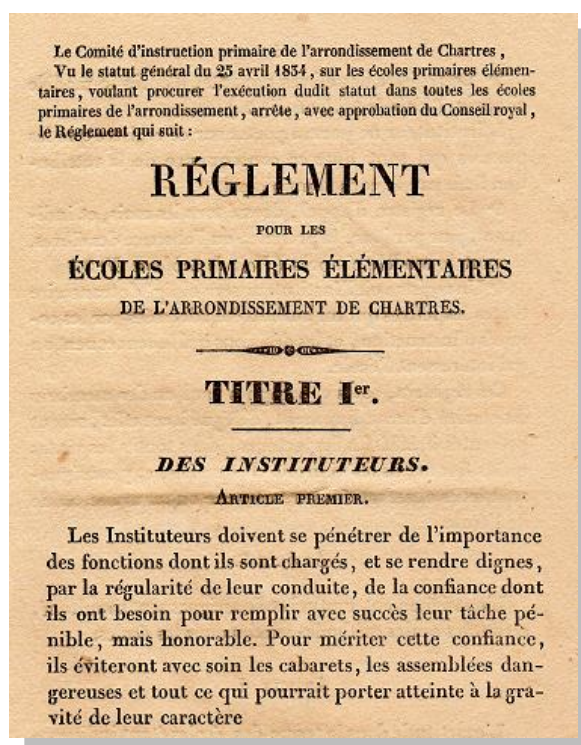 Le Comité d'instruction primaire de l'arrondissement de Chartres,
Vu le statut général du 25 avril 1834, sur les écoles primaires élémen-
taires, voulant procurer l'exécution dudit statut dans toutes les écoles
primaires de l'arrondissement, arrête, avec approbation du Conseil royal,
le Réglement qui suit :
RÉGLEMENT
POUR LES
ÉCOLES PRIMAIRES ÉLÉMENTAIRES
DE L'ARRONDISSEMENT DE CHARTRES.
TITRE Ier.
DES INSTITUTEURS.
ARTICLE PREMIER.
Les Instituteurs doivent se pénétrer de l'importance
des fonctions dont ils sont chargés, et se rendre dignes,
par la régularité de leur conduite, de la confiance dont
ils ont besoin pour remplir avec succès leur tâche pé-
nible, mais honorable. Pour mériter cette confiance,
ils éviteront avec soin les cabarets, les assemblées dan-
gereuses et tout ce qui pourrait porter atteinte à la gra-
vité de leur caractère